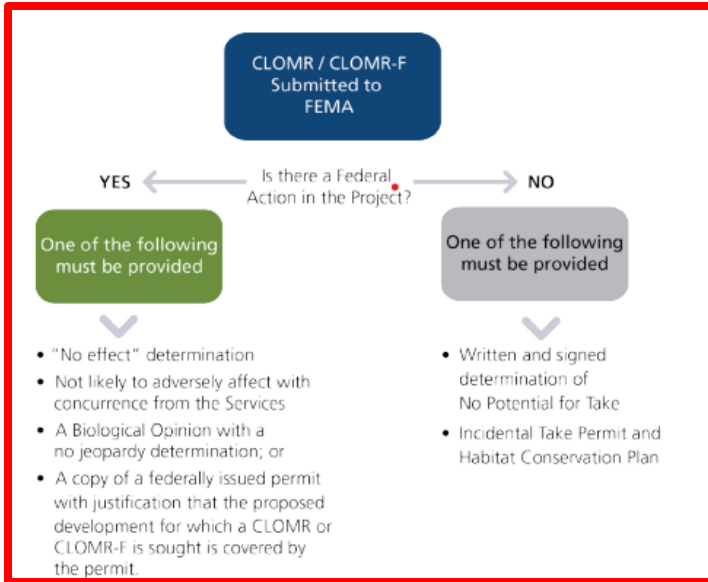 CLOMR / CLOMR-F
Submitted to
FEMA
Is there a Federal
Action in the Project?
YES
NO
One of the following
must be provided
• "No effect" determination
• Not likely to adversely affect with
concurrence from the Services
• A Biological Opinion with a
no jeopardy determination; or
• A copy of a federally issued permit
with justification that the proposed
development for which a CLOMR or
CLOMR-F is sought is covered by
the permit.
One of the following
must be provided
• Written and signed
determination of
No Potential for Take
• Incidental Take Permit and
Habitat Conservation Plan